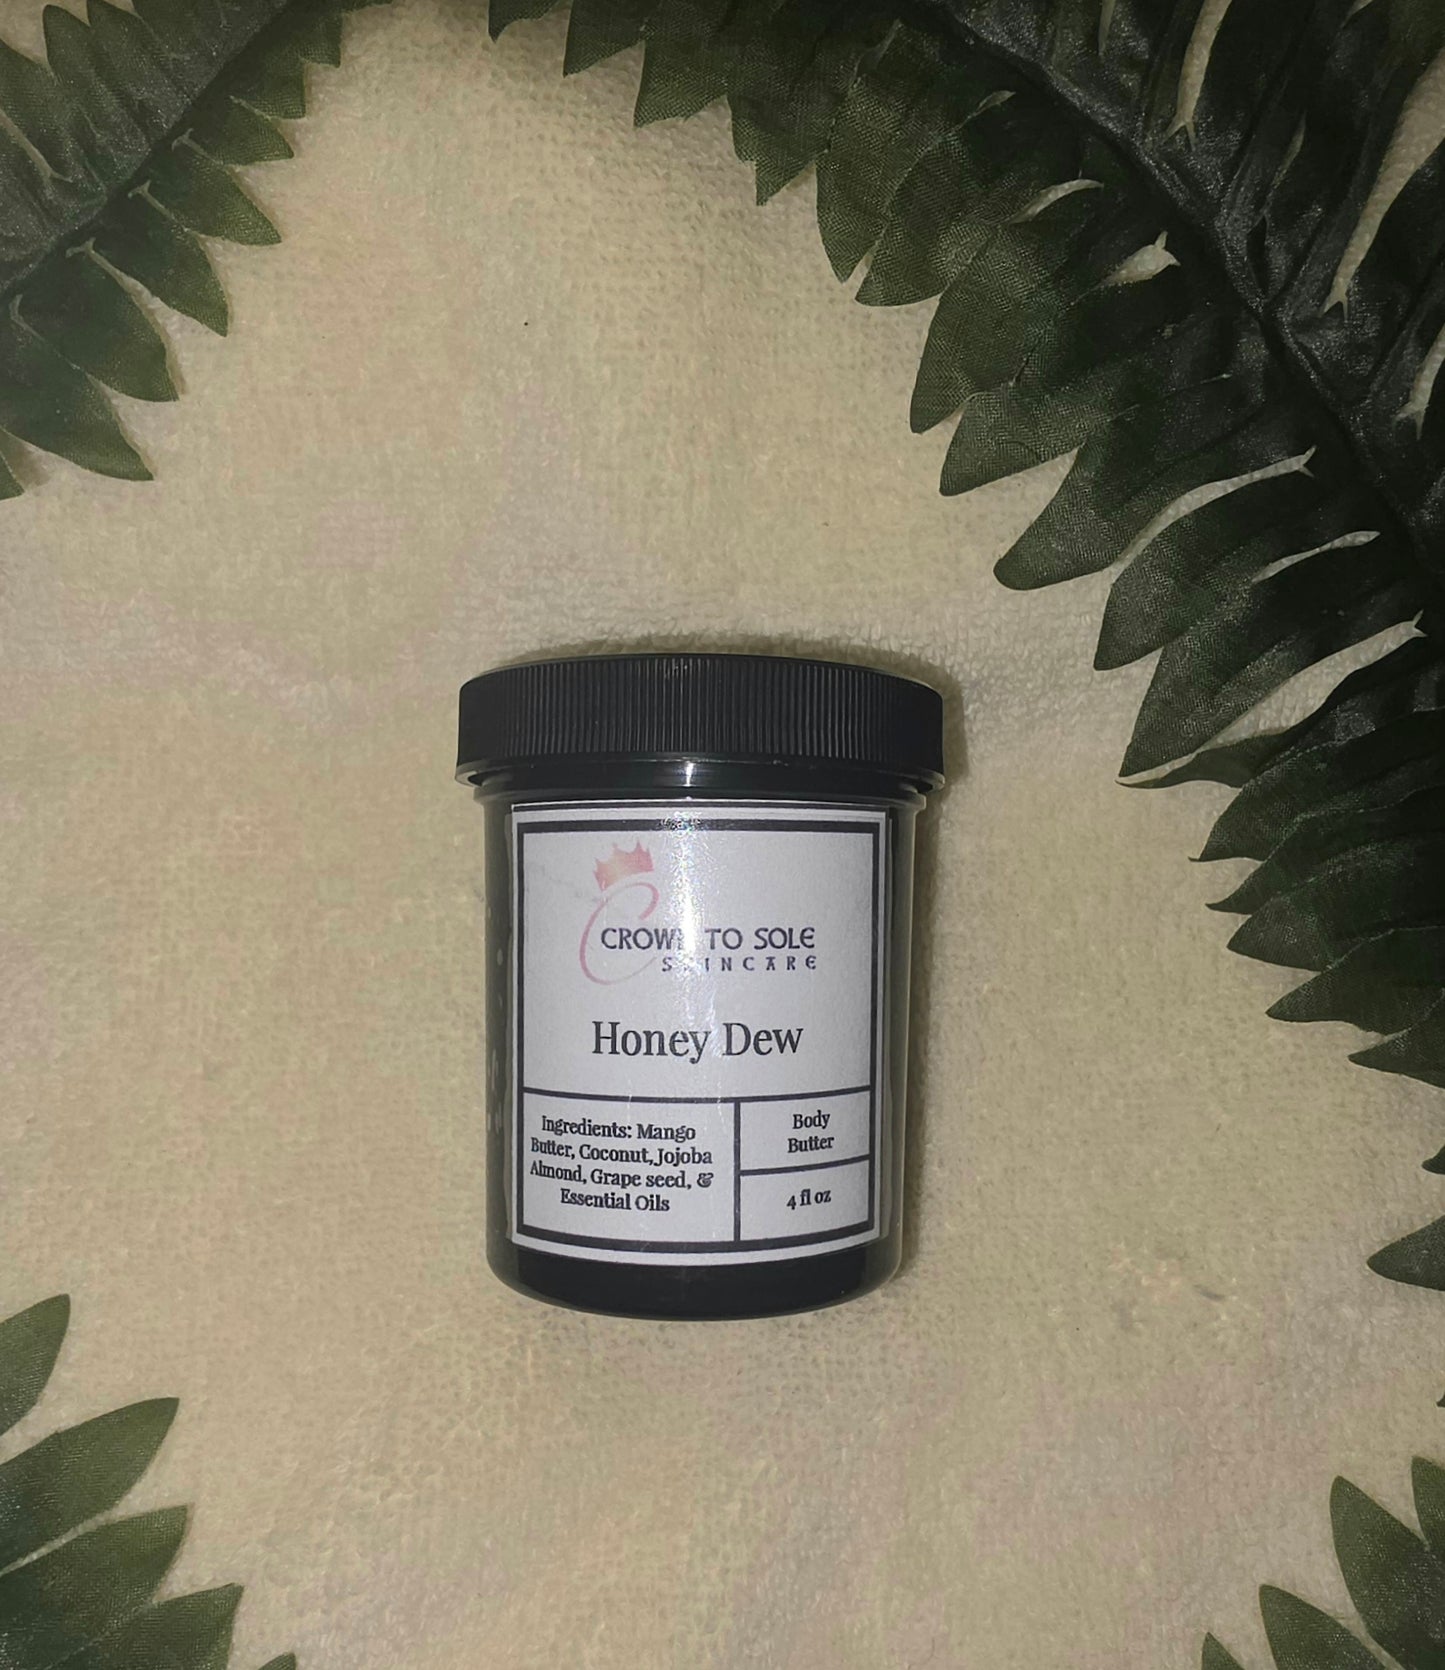 CROWN TO SOLE
SKINCARE
Honey Dew
Ingredients: Mango
Butter, Coconut, Jojoba
Almond, Grape seed, &
Essential Oils
Body
Butter
4 fl oz